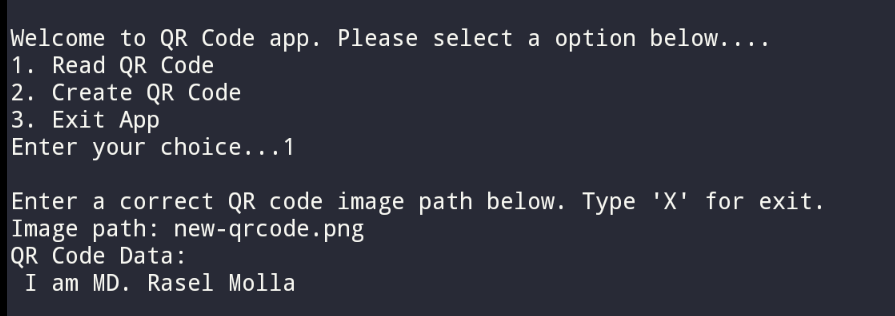 Welcome to QR Code app. Please select a option below....
1. Read QR Code
2. Create QR Code
3. Exit App
Enter your choice...1
Enter a correct QR code image path below. Type 'X' for exit.
Image path: new-qrcode.png
QR Code Data:
I am MD. Rasel Molla